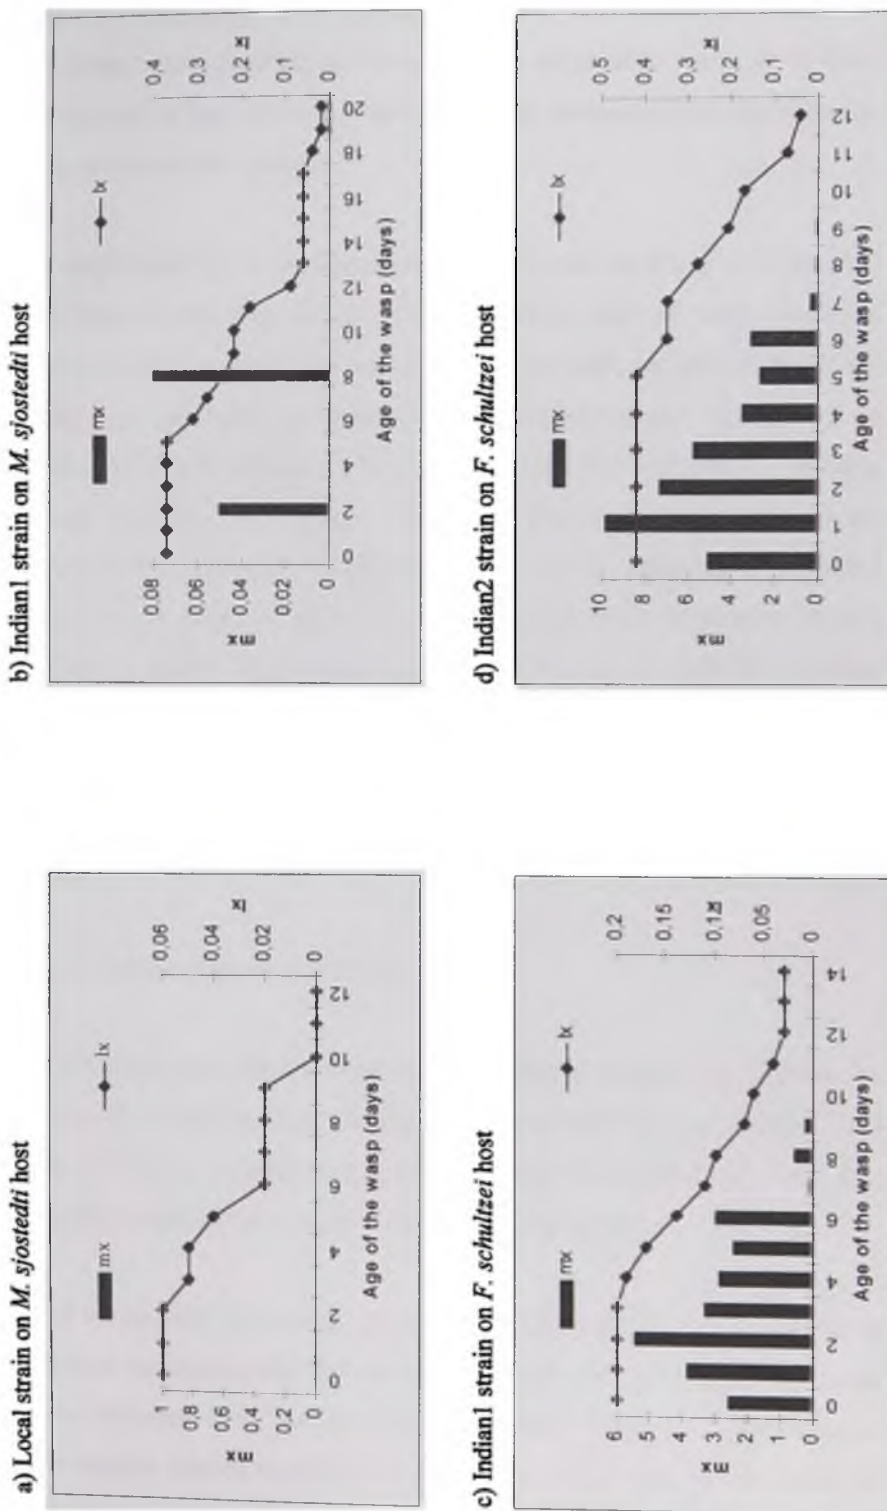 a) Local strain on M. sjostedti host
mx
lx
1
0,8
0,6
0,4
0,2
0
0,06
0,04
0,02
0
0 2 4 6 8 10 12
mx
lx
Age of the wasp (days)
b) Indian1 strain on M. sjostedti host
mx
lx
0,08
0,06
0,04
0,02
0
0,4
0,3
0,2
0,1
0
0 2 4 6 8 10 12 14 16 18 20
mx
lx
Age of the wasp (days)
c) Indian1 strain on F. schultzei host
mx
lx
6
5
4
3
2
1
0
0,2
0,15
0,05
0
0 2 4 6 8 10 12 14
mx
lx
Age of the wasp (days)
d) Indian2 strain on F. schultzei host
mx
lx
10
8
6
4
2
0
0,5
0,4
0,3
0,2
0,1
0
0 1 2 3 4 5 6 7 8 9 10 11 12
mx
lx
Age of the wasp (days)